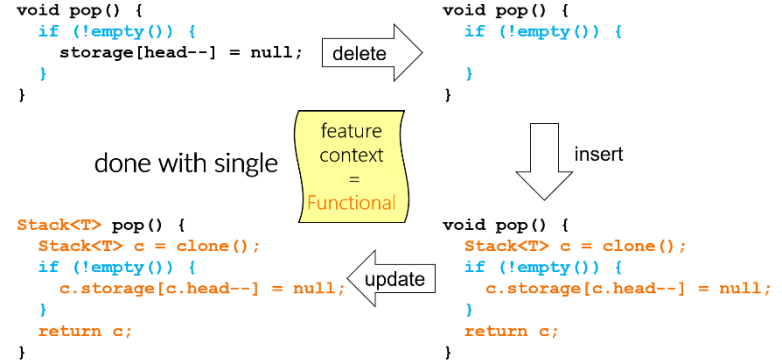 void pop() {
  if (!empty()) {
    storage[head--] = null;
  }
}
delete
void pop() {
  if (!empty()) {
  }
}
insert
done with single
feature
context
=
Functional
Stack<T> pop() {
  Stack<T> c = clone();
  if (!empty()) {
    c.storage[c.head--] = null;
  }
  return c;
}
update
void pop() {
  Stack<T> c = clone();
  if (!empty()) {
    c.storage[c.head--] = null;
  }
  return c;
}